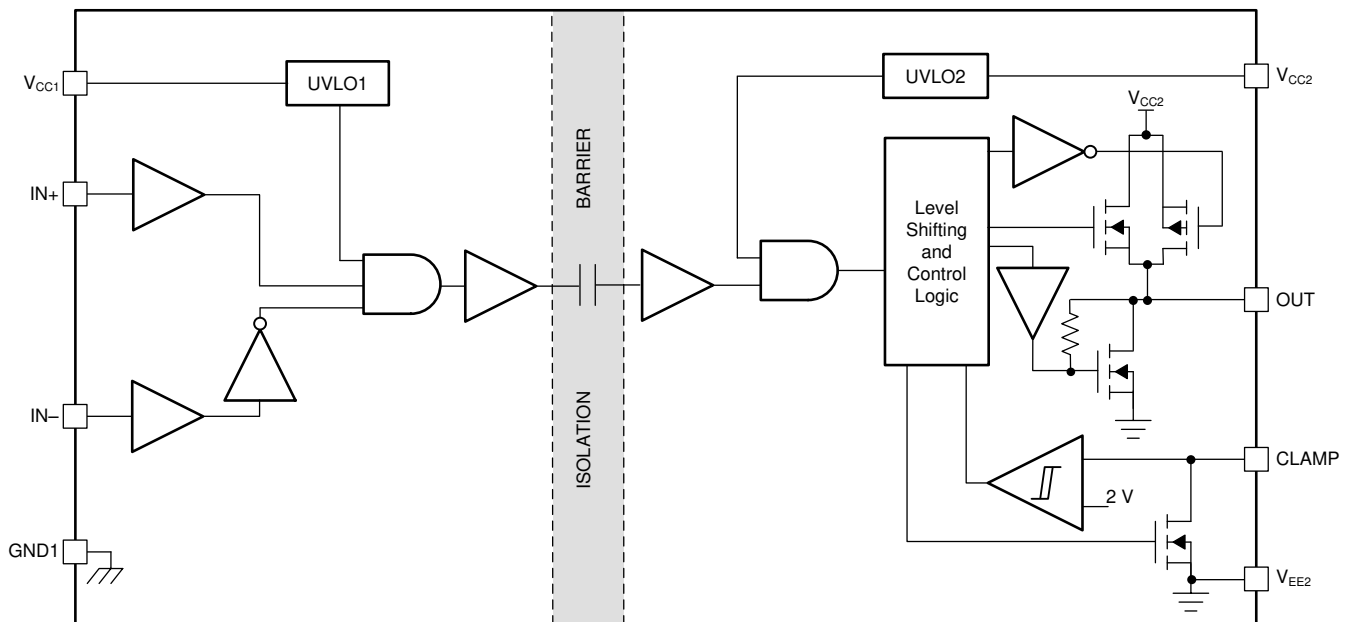 VCC1
UVLO1
UVLO2
VCC2
VCC2
IN+
BARRIER
Level
Shifting
and
Control
Logic
OUT
IN–
ISOLATION
CLAMP
2 V
GND1
VEE2